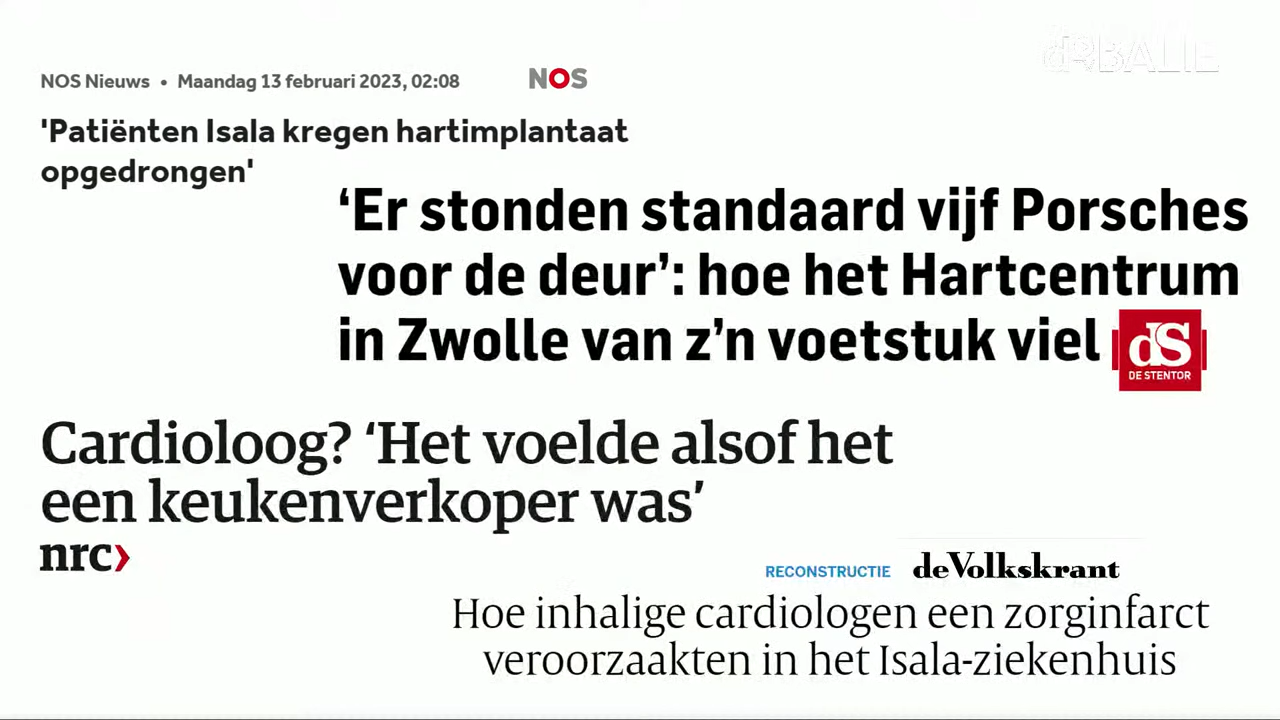 de BALIE
NOS Nieuws • Maandag 13 februari 2023, 02:08
NOS
'Patiënten Isala kregen hartimplantaat
opgedrongen'
‘Er stonden standaard vijf Porsches
voor de deur’: hoe het Hartcentrum
in Zwolle van z’n voetstuk viel
dS
DE STENTOR
Cardioloog? ‘Het voelde alsof het
een keukenverkoper was’
nrc›
RECONSTRUCTIE
deVolkskrant
Hoe inhalige cardiologen een zorginfarct
veroorzaakten in het Isala-ziekenhuis